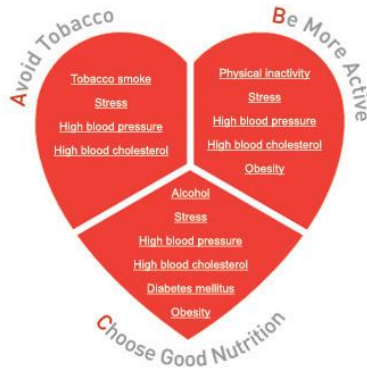 Avoid Tobacco
Tobacco smoke
Stress
High blood pressure
High blood cholesterol
Be More Active
Physical inactivity
Stress
High blood pressure
High blood cholesterol
Obesity
Alcohol
Stress
High blood pressure
High blood cholesterol
Diabetes mellitus
Obesity
Choose Good Nutrition